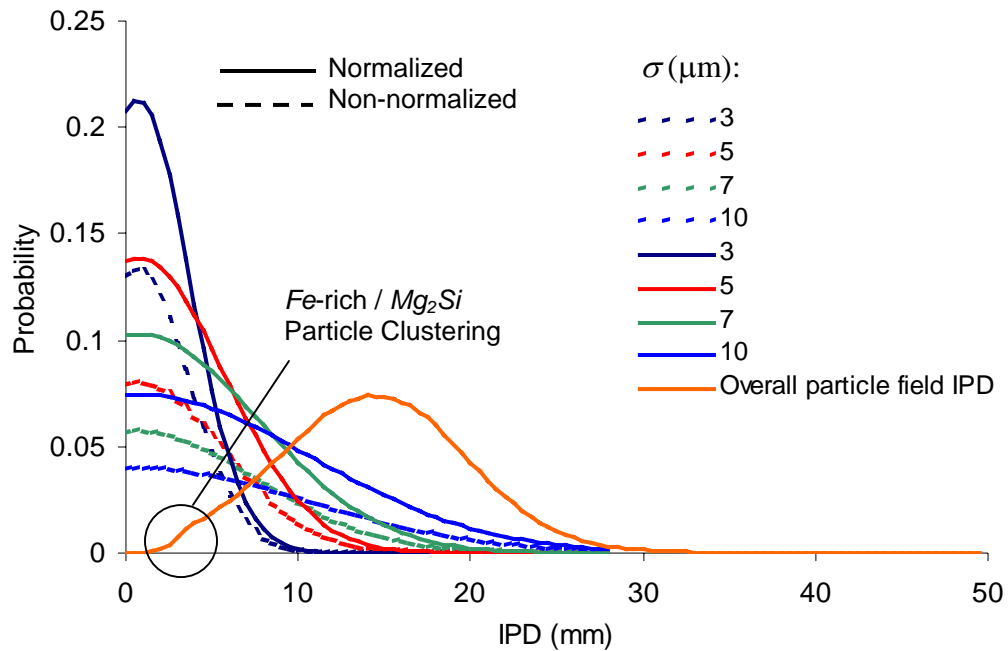 0.25
0.2
0.15
0.1
0.05
0
Probability
Normalized
Non-normalized
σ (μm):
3
5
7
10
3
5
7
10
Overall particle field IPD
Fe-rich / Mg₂Si
Particle Clustering
0 10 20 30 40 50
IPD (mm)